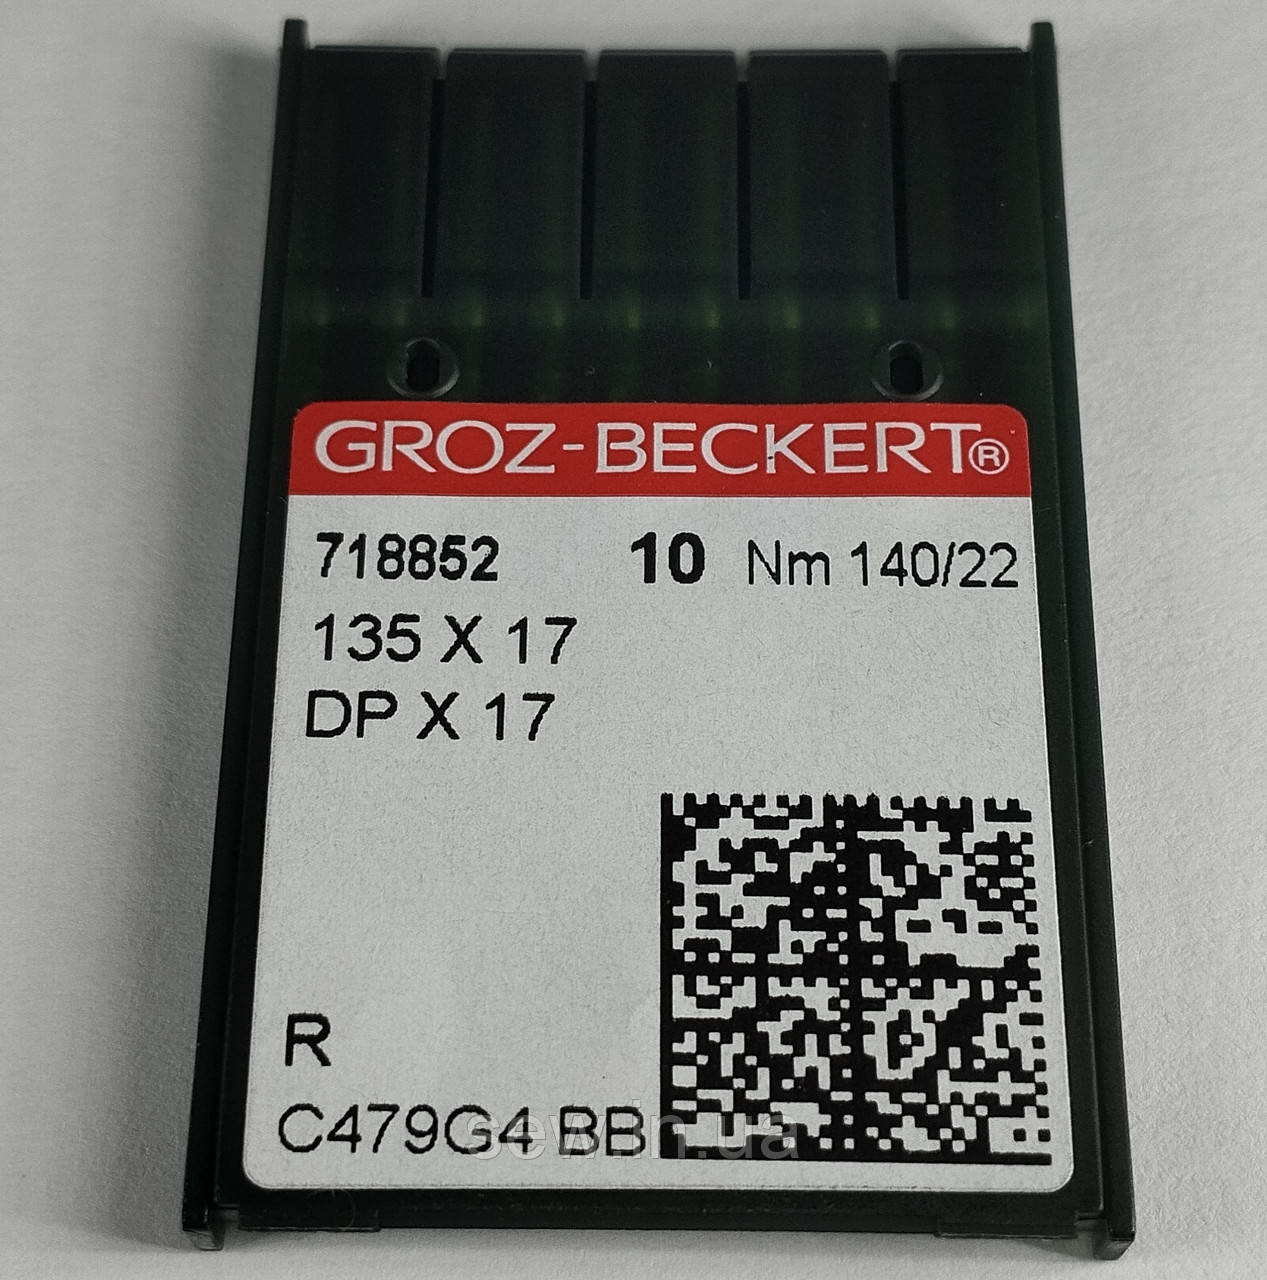 GROZ-BECKERT®
718852 10 Nm 140/22
135 X 17
DP X 17
R
C479G4 BB
sewin.ua